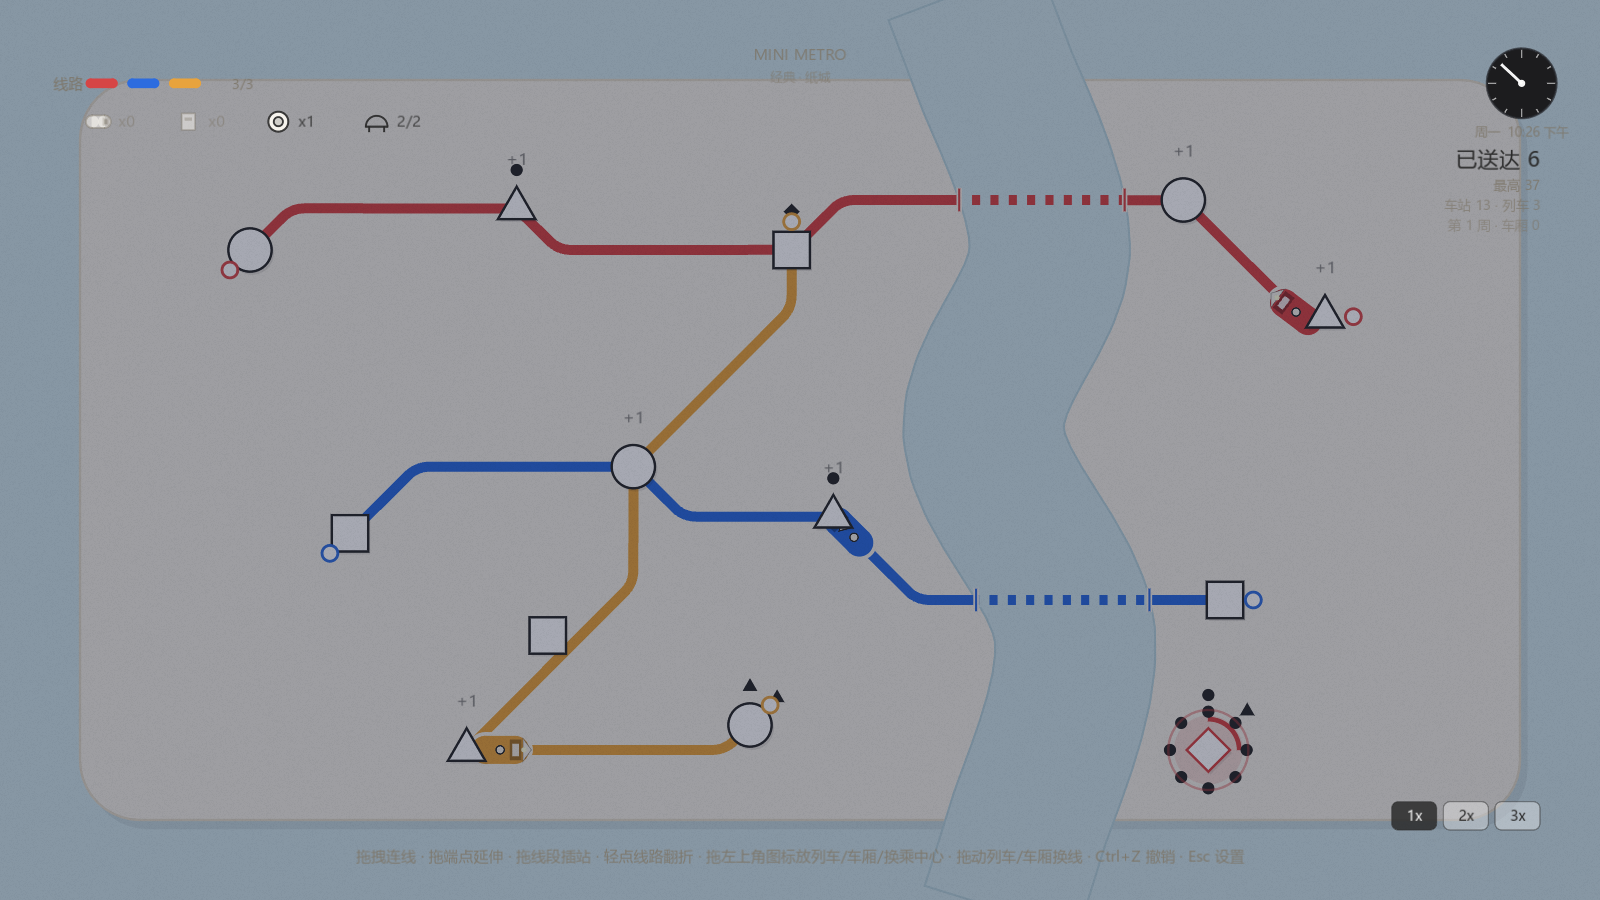 MINI METRO
经典 · 纸城
线路 3/3
x0 x0 x1 2/2
周一 10:26 下午
已送达 6
最高 37
车站 13 · 列车 3
第 1 周 · 车厢 0
+1
+1
+1
+1
+1
+1
1x 2x 3x
拖拽连线 · 拖端点延伸 · 拖线段插站 · 轻点线路翻折 · 拖左上角图标放列车/车厢/换乘中心 · 拖动列车/车厢换线 · Ctrl+Z 撤销 · Esc 设置